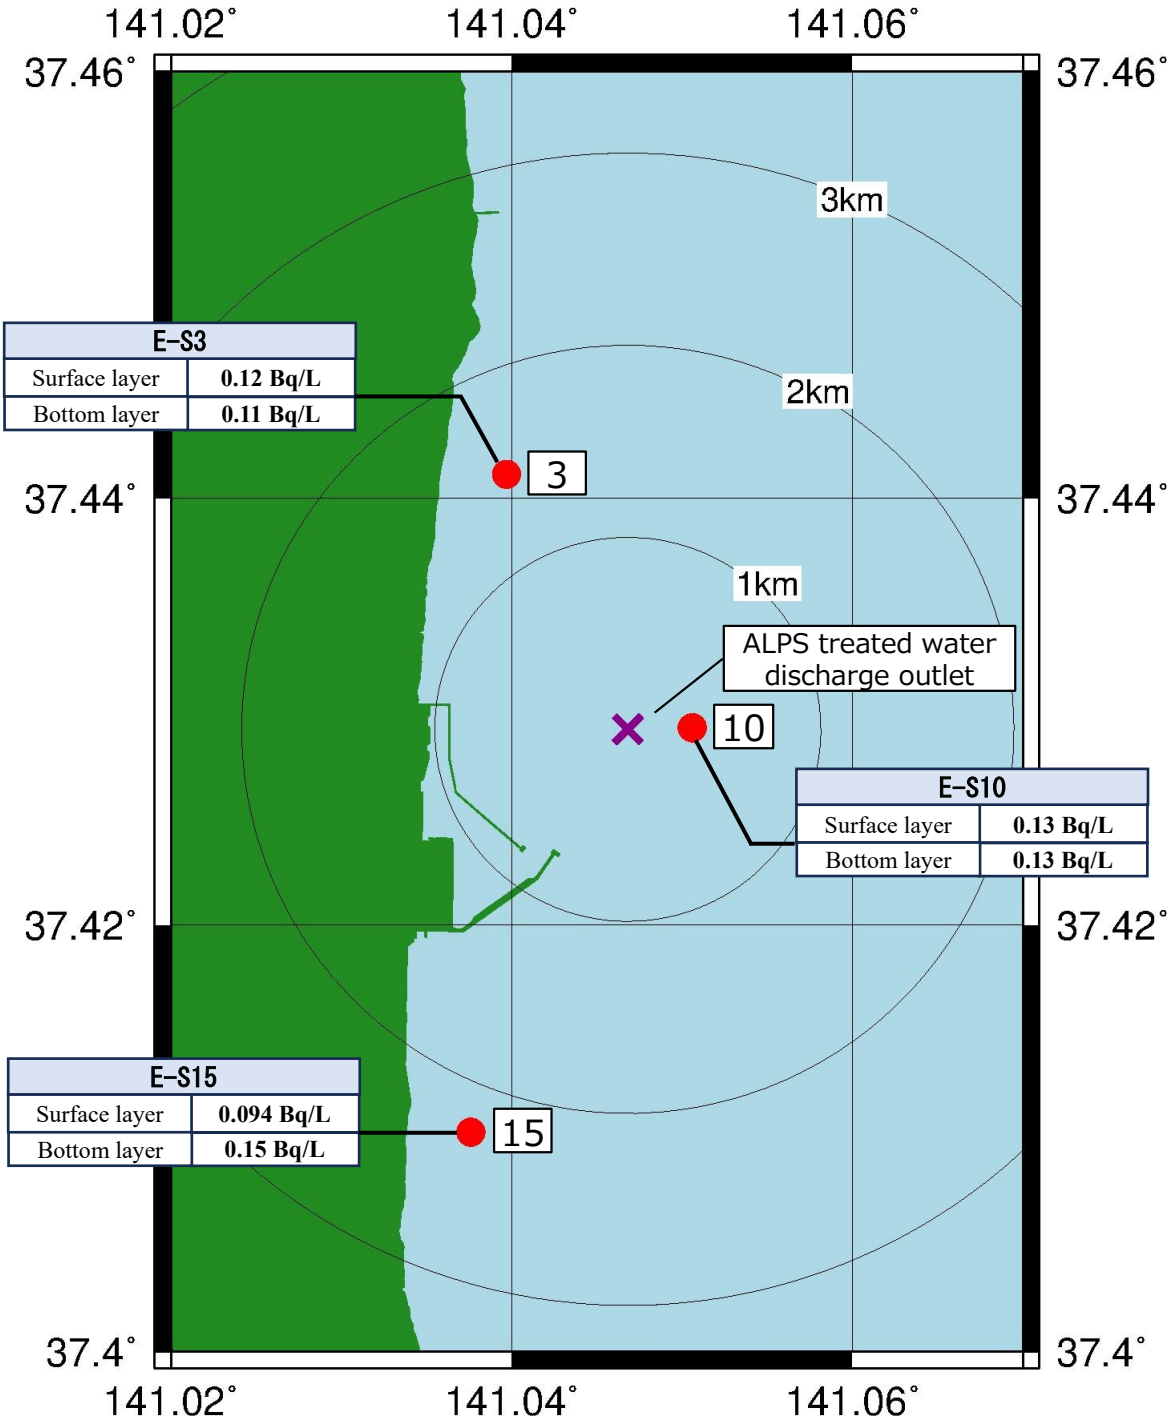 141.02° 141.04° 141.06°
37.46° 37.46°
3km
E-S3
Surface layer 0.12 Bq/L
Bottom layer 0.11 Bq/L
2km
3
37.44° 37.44°
1km
ALPS treated water
discharge outlet
10
E-S10
Surface layer 0.13 Bq/L
Bottom layer 0.13 Bq/L
37.42° 37.42°
E-S15
Surface layer 0.094 Bq/L
Bottom layer 0.15 Bq/L
15
37.4° 37.4°
141.02° 141.04° 141.06°